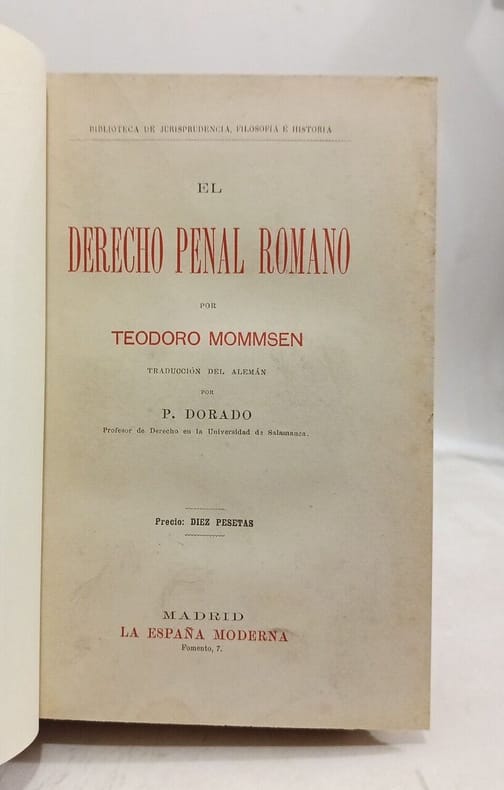 BIBLIOTECA DE JURISPRUDENCIA, FILOSOFÍA É HISTORIA
EL
DERECHO PENAL ROMANO
POR
TEODORO MOMMSEN
TRADUCCIÓN DEL ALEMÁN
POR
P. DORADO
Profesor de Derecho en la Universidad de Salamanca.
Precio: DIEZ PESETAS
MADRID
LA ESPAÑA MODERNA
Fomento, 7.